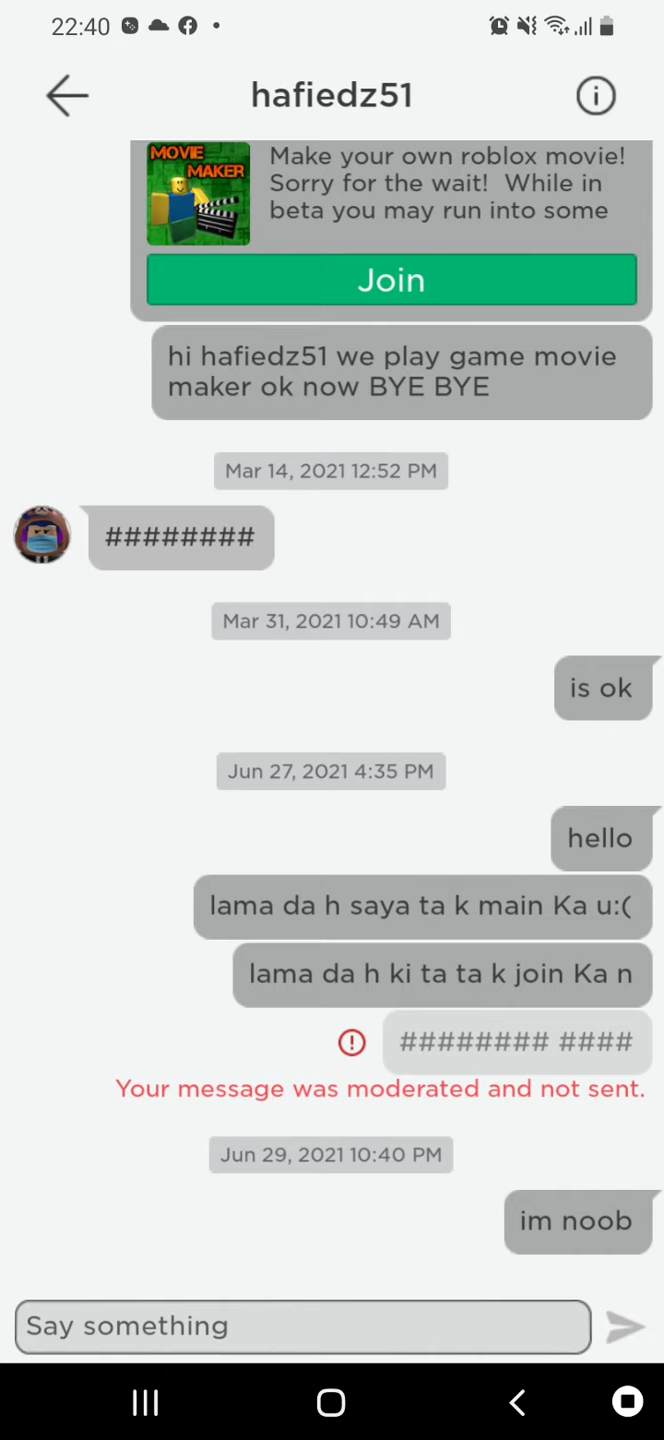 22:40
hafiedz51
MOVIE
MAKER
Make your own roblox movie!
Sorry for the wait! While in
beta you may run into some
Join
hi hafiedz51 we play game movie
maker ok now BYE BYE
Mar 14, 2021 12:52 PM
########
Mar 31, 2021 10:49 AM
is ok
Jun 27, 2021 4:35 PM
hello
lama da h saya ta k main Ka u:(
lama da h ki ta ta k join Ka n
######## ####
Your message was moderated and not sent.
Jun 29, 2021 10:40 PM
im noob
Say something